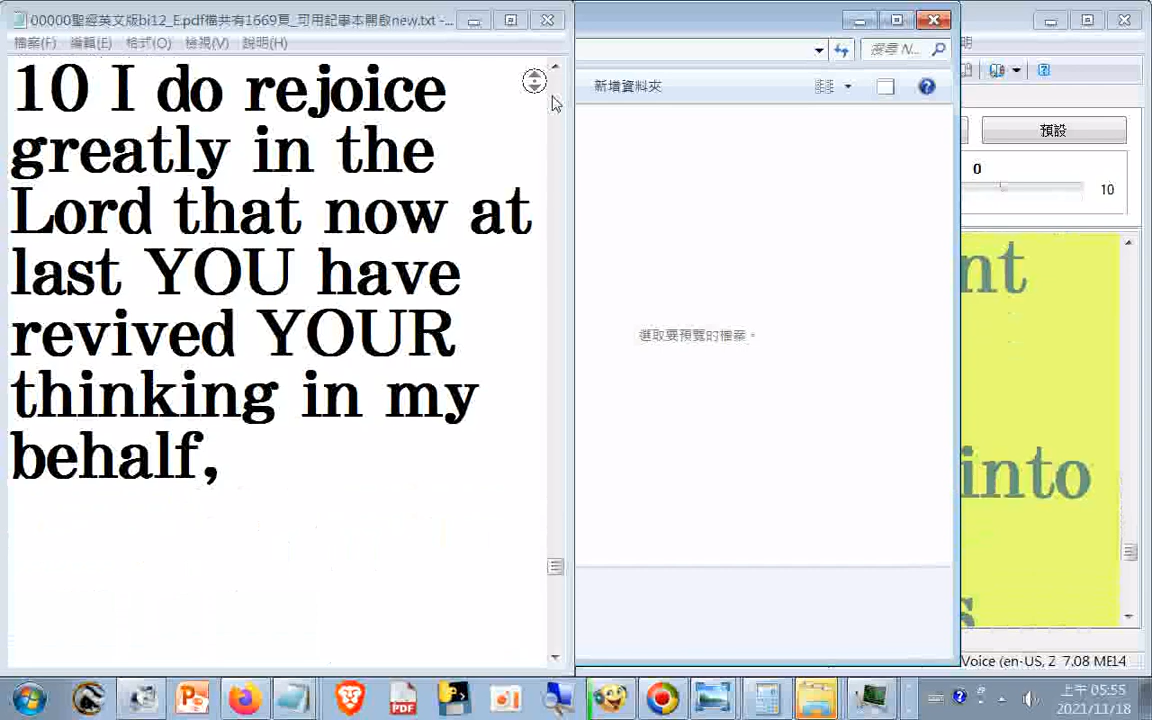 00000聖經英文版bi12_E.pdf檔共有1669頁_可用記事本開啟new.txt -...
檔案(F) 編輯(E) 格式(O) 檢視(V) 說明(H)
10 I do rejoice
greatly in the
Lord that now at
last YOU have
revived YOUR
thinking in my
behalf,
搜尋 N...
新增資料夾
選取要預覽的檔案。
明
預設
0
10
nt
into
s
Voice (en-US, Z 7.08 ME14
PDF
上午 05:55
2021/11/18